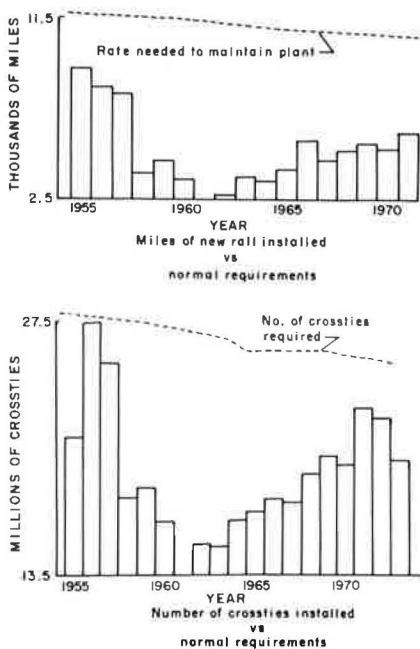 11.5
Rate needed to maintain plant
THOUSANDS OF MILES
2.5
1955 1960 1965 1970
YEAR
Miles of new rail installed
vs
normal requirements
27.5
No. of crossties
required
MILLIONS OF CROSSTIES
13.5
1955 1960 1965 1970
YEAR
Number of crossties installed
vs
normal requirements